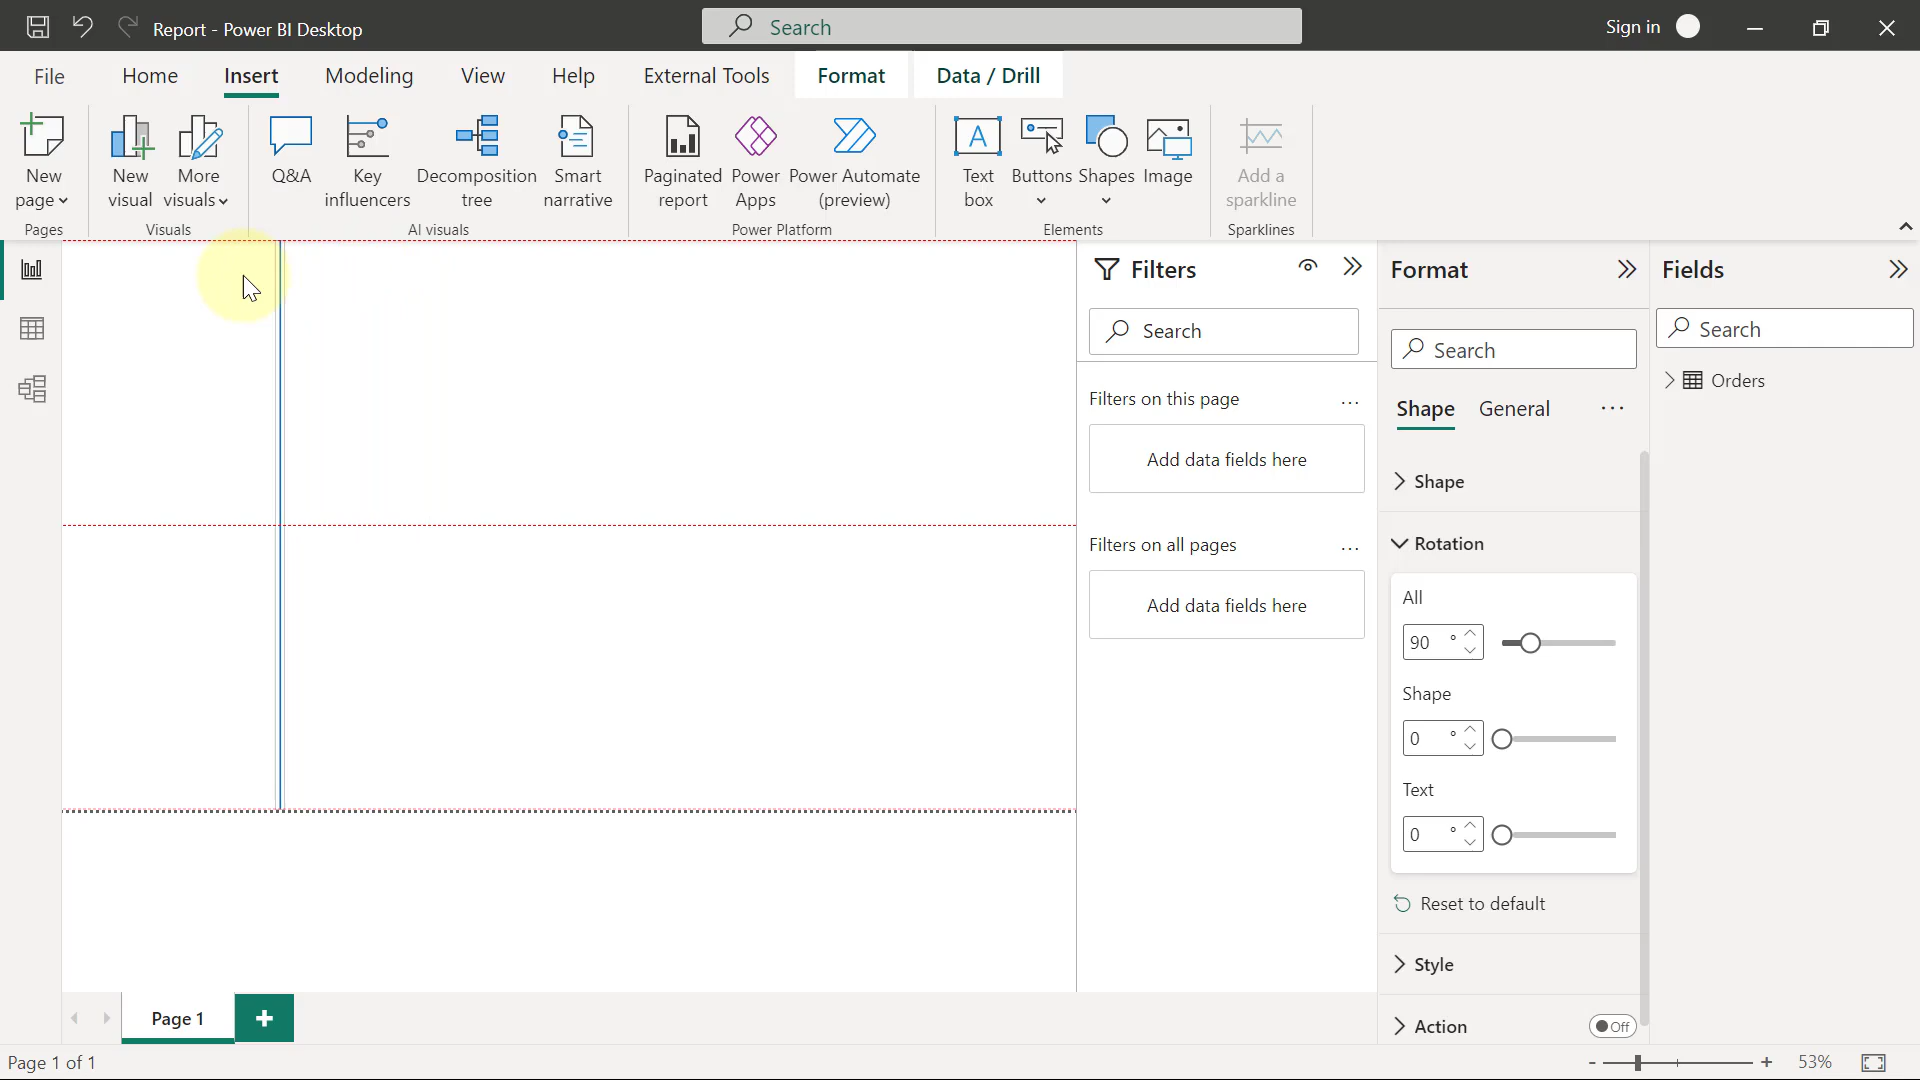 Report - Power BI Desktop
Search
Sign in
File
Home
Insert
Modeling
View
Help
External Tools
Format
Data / Drill
New
page
New
visual
More
visuals
Q&A
Key
influencers
Decomposition
tree
Smart
narrative
Paginated
report
Power
Apps
Power Automate
(preview)
A
Text
box
Buttons
Shapes
Image
Add a
sparkline
Pages
Visuals
AI visuals
Power Platform
Elements
Sparklines
Filters
Search
Filters on this page
...
Add data fields here
Filters on all pages
...
Add data fields here
Format
Search
Shape
General
...
Shape
Rotation
All
90 °
Shape
0 °
Text
0 °
Reset to default
Style
Action
Off
Fields
Search
Orders
Page 1
+
Page 1 of 1
- + 53%